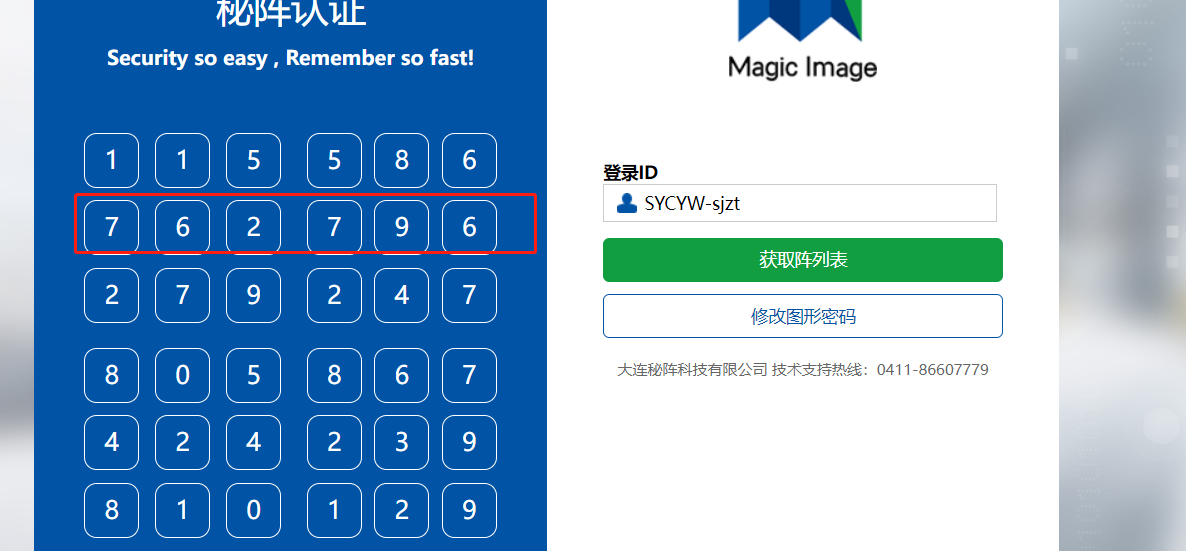 秘阵认证
Security so easy , Remember so fast!
1 1 5 5 8 6
7 6 2 7 9 6
2 7 9 2 4 7
8 0 5 8 6 7
4 2 4 2 3 9
8 1 0 1 2 9
Magic Image
登录ID
SYCYW-sjzt
获取阵列表
修改图形密码
大连秘阵科技有限公司 技术支持热线：0411-86607779